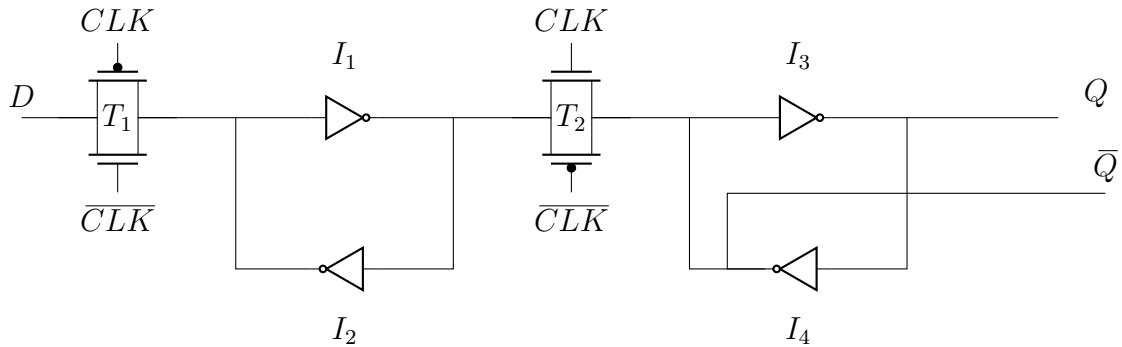 CLK
CLK
I₁
I₃
D
T₁
T₂
Q
Q̅
C̅L̅K̅
C̅L̅K̅
I₂
I₄